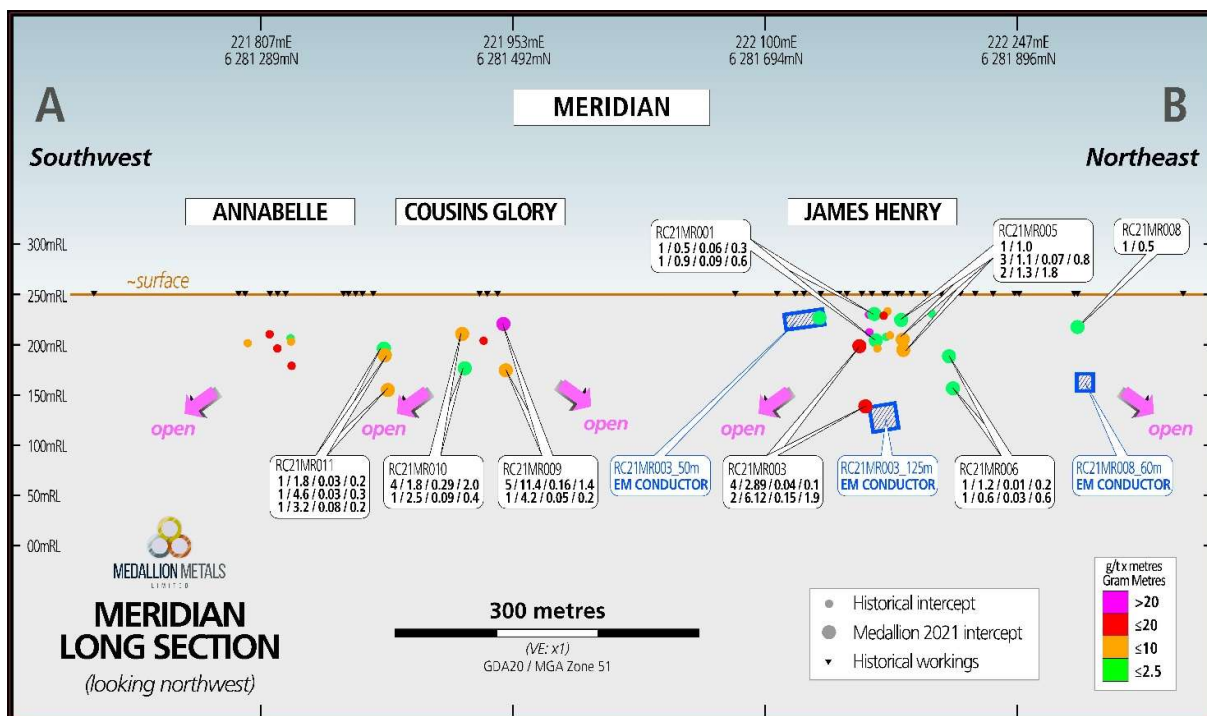 221 807mE
6 281 289mN
221 953mE
6 281 492mN
222 100mE
6 281 694mN
222 247mE
6 281 896mN
A
MERIDIAN
B
Southwest
Northeast
ANNABELLE
COUSINS GLORY
JAMES HENRY
RC21MR001
1 / 0.5 / 0.06 / 0.3
1 / 0.9 / 0.09 / 0.6
RC21MR005
1 / 1.0
3 / 1.1 / 0.07 / 0.8
2 / 1.3 / 1.8
RC21MR008
1 / 0.5
300mRL
~surface
250mRL
200mRL
150mRL
100mRL
50mRL
00mRL
open
open
open
open
open
RC21MR011
1 / 1.8 / 0.03 / 0.2
1 / 4.6 / 0.03 / 0.3
1 / 3.2 / 0.08 / 0.2
RC21MR010
4 / 1.8 / 0.29 / 2.0
1 / 2.5 / 0.09 / 0.4
RC21MR009
5 / 11.4 / 0.16 / 1.4
1 / 4.2 / 0.05 / 0.2
RC21MR003_50m
EM CONDUCTOR
RC21MR003
4 / 2.89 / 0.04 / 0.1
2 / 6.12 / 0.15 / 1.9
RC21MR003_125m
EM CONDUCTOR
RC21MR006
1 / 1.2 / 0.01 / 0.2
1 / 0.6 / 0.03 / 0.6
RC21MR008_60m
EM CONDUCTOR
MEDALLION METALS
LIMITED
MERIDIAN
LONG SECTION
(looking northwest)
300 metres
(VE: x1)
GDA20 / MGA Zone 51
Historical intercept
Medallion 2021 intercept
Historical workings
g/t x metres
Gram Metres
>20
≤20
≤10
≤2.5